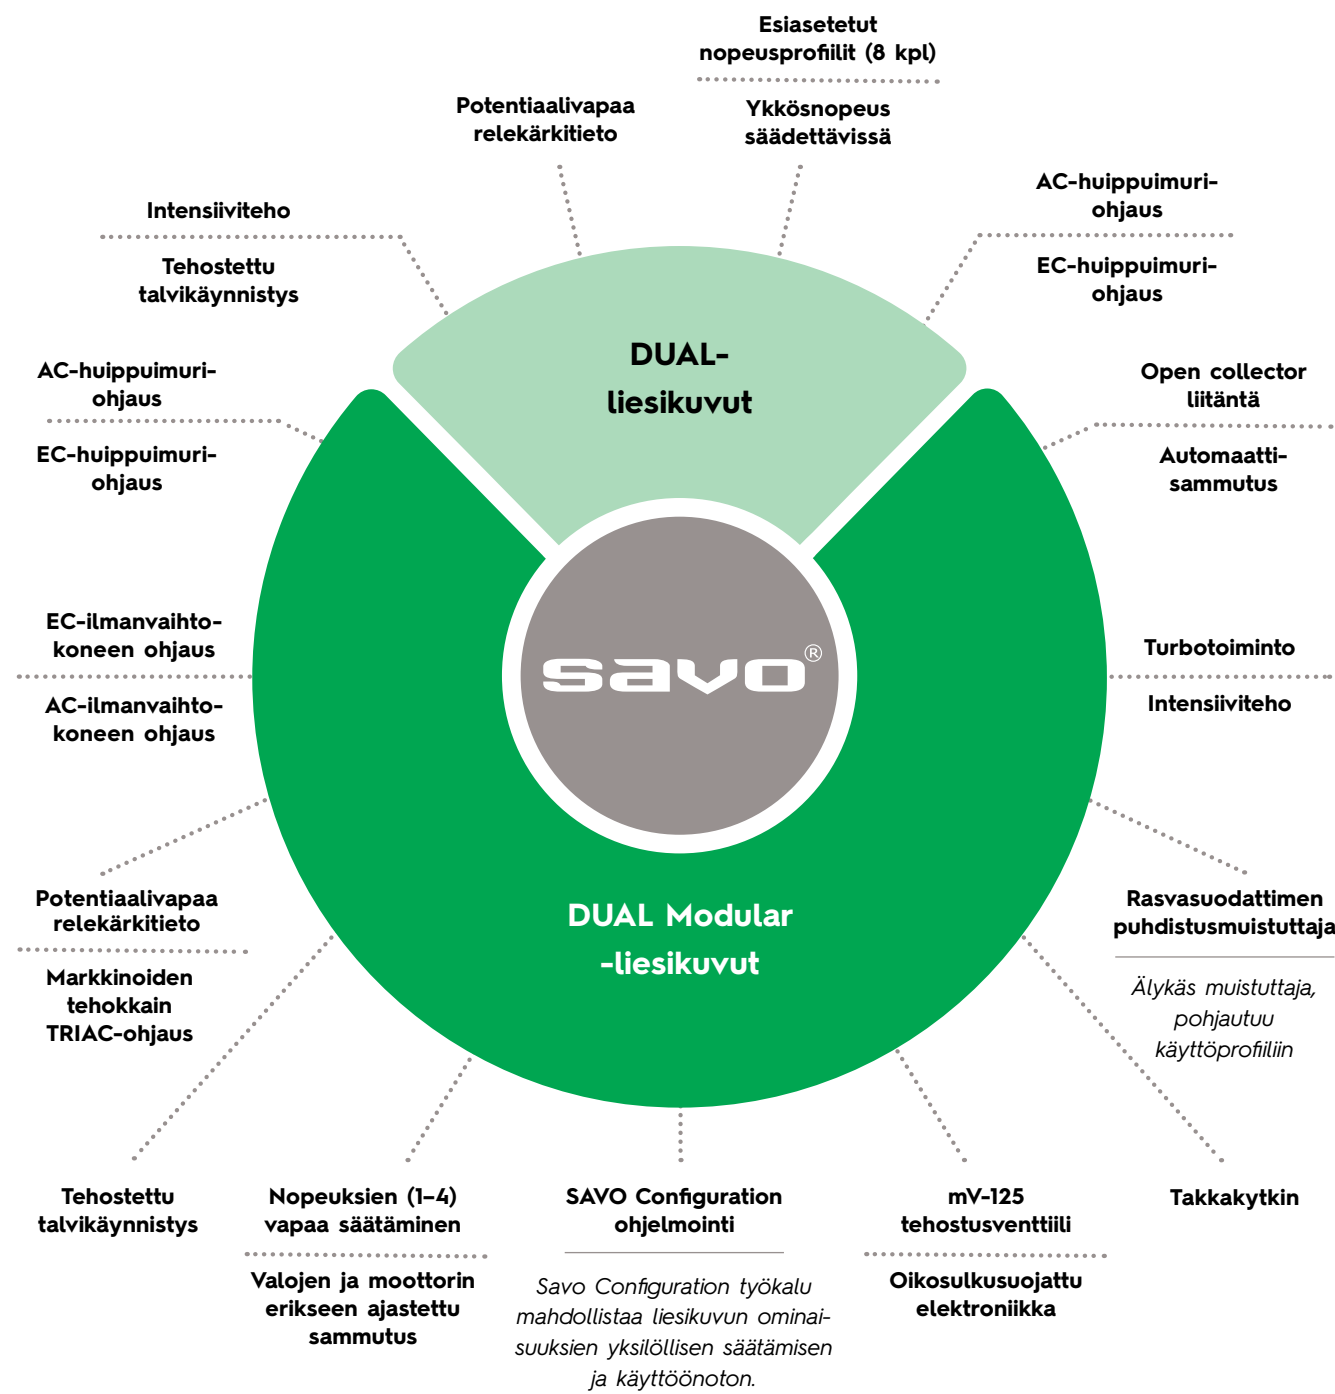 Esiasetetut
nopeusprofiilit (8 kpl)
Ykkösnopeus
säädettävissä
Potentiaalivapaa
relekärkitieto
Intensiiviteho
Tehostettu
talvikäynnistys
AC-huippuimuri-
ohjaus
EC-huippuimuri-
ohjaus
DUAL-
liesikuvut
AC-huippuimuri-
ohjaus
EC-huippuimuri-
ohjaus
Open collector
liitäntä
Automaatti-
sammutus
EC-ilmanvaihto-
koneen ohjaus
AC-ilmanvaihto-
koneen ohjaus
savo®
Turbotoiminto
Intensiiviteho
Potentiaalivapaa
relekärkitieto
Markkinoiden
tehokkain
TRIAC-ohjaus
DUAL Modular
-liesikuvut
Rasvasuodattimen
puhdistusmuistuttaja
Älykäs muistuttaja,
pohjautuu
käyttöprofiiliin
Tehostettu
talvikäynnistys
Nopeuksien (1–4)
vapaa säätäminen
Valojen ja moottorin
erikseen ajastettu
sammutus
SAVO Configuration
ohjelmointi
Savo Configuration työkalu
mahdollistaa liesikuvun ominai-
suuksien yksilöllisen säätämisen
ja käyttöönoton.
mV-125
tehostusventtiili
Oikosulkusuojattu
elektroniikka
Takkakytkin